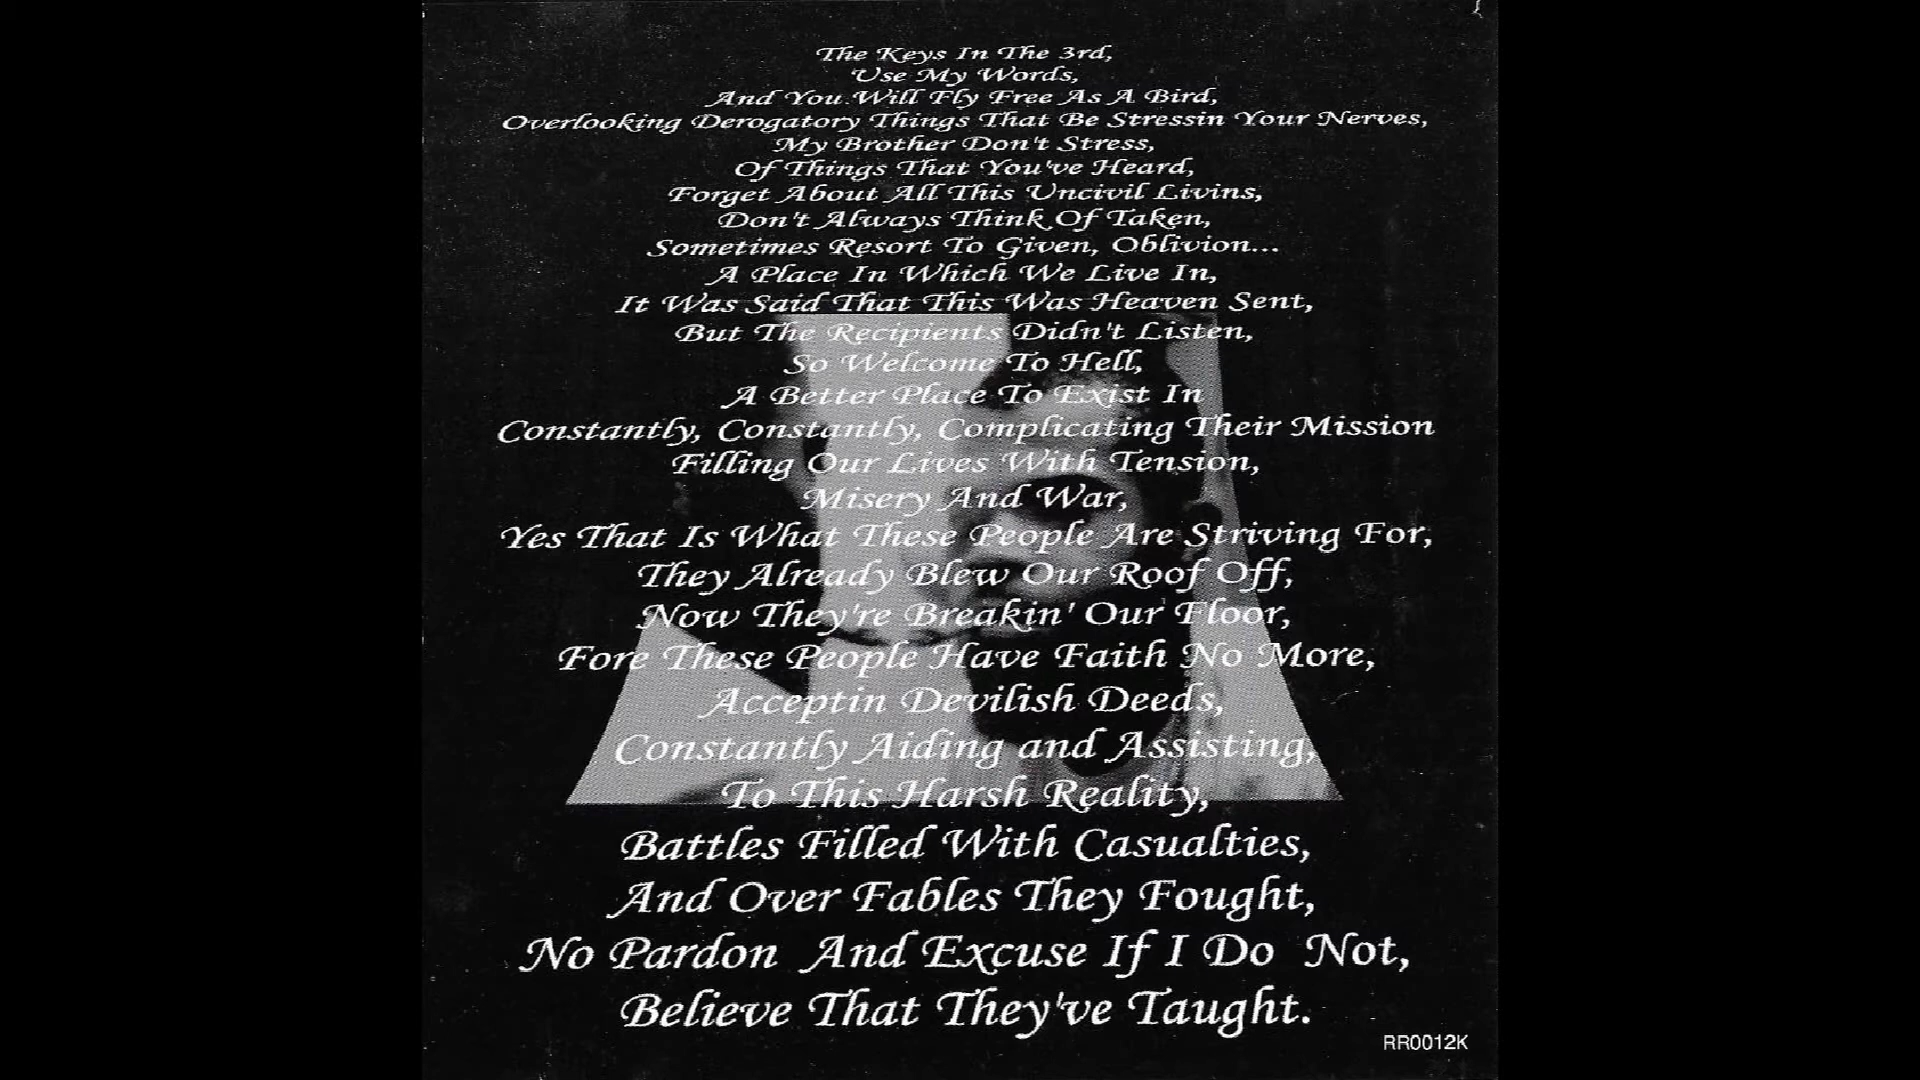 The Keys In The 3rd,
Use My Words,
And You Will Fly Free As A Bird,
Overlooking Derogatory Things That Be Stressin Your Nerves,
My Brother Don't Stress,
Of Things That You've Heard,
Forget About All This Uncivil Livins,
Don't Always Think Of Taken,
Sometimes Resort To Given, Oblivion...
A Place In Which We Live In,
It Was Said That This Was Heaven Sent,
But The Recipients Didn't Listen,
So Welcome To Hell,
A Better Place To Exist In
Constantly, Constantly, Complicating Their Mission
Filling Our Lives With Tension,
Misery And War,
Yes That Is What These People Are Striving For,
They Already Blew Our Roof Off,
Now They're Breakin' Our Floor,
Fore These People Have Faith No More,
Acceptin Devilish Deeds,
Constantly Aiding and Assisting,
To This Harsh Reality,
Battles Filled With Casualties,
And Over Fables They Fought,
No Pardon And Excuse If I Do Not,
Believe That They've Taught.
RR0012K